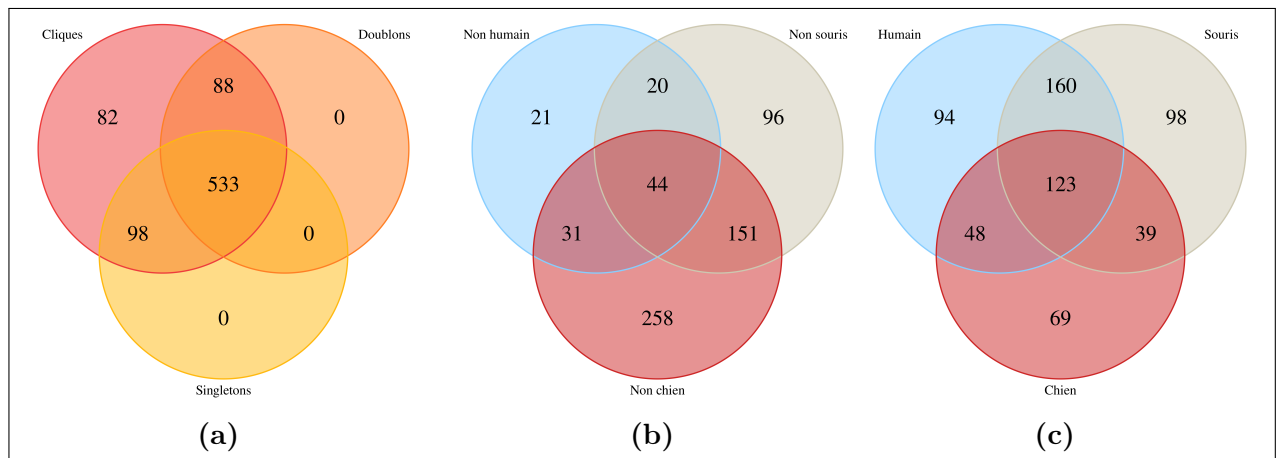 Cliques Doublons
88
82 0
533
98 0
0
Singletons
(a)
Non humain Non souris
20
21 96
44
31 151
258
Non chien
(b)
Humain Souris
160
94 98
123
48 39
69
Chien
(c)